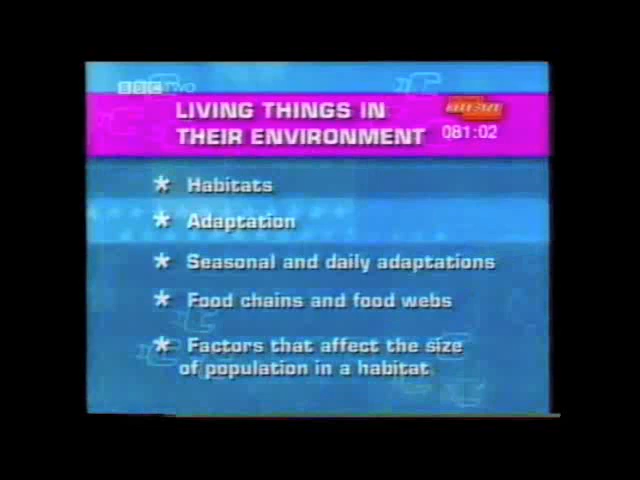 BBC TWO
LIVING THINGS IN
THEIR ENVIRONMENT
BITESIZE
081:02
* Habitats
* Adaptation
* Seasonal and daily adaptations
* Food chains and food webs
* Factors that affect the size
of population in a habitat